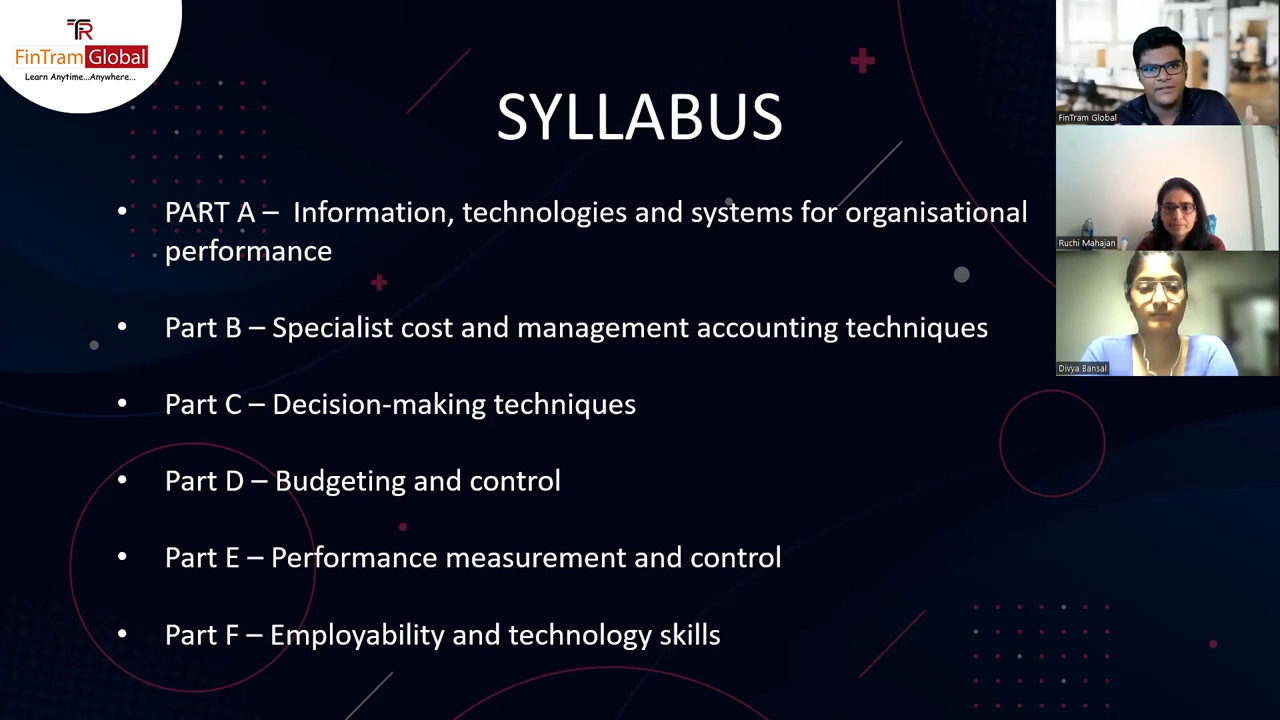 FR
FinTram Global
Learn Anytime...Anywhere...
SYLLABUS
• PART A – Information, technologies and systems for organisational
performance
• Part B – Specialist cost and management accounting techniques
• Part C – Decision-making techniques
• Part D – Budgeting and control
• Part E – Performance measurement and control
• Part F – Employability and technology skills
FinTram Global
Ruchi Mahajan
Divya Bansal